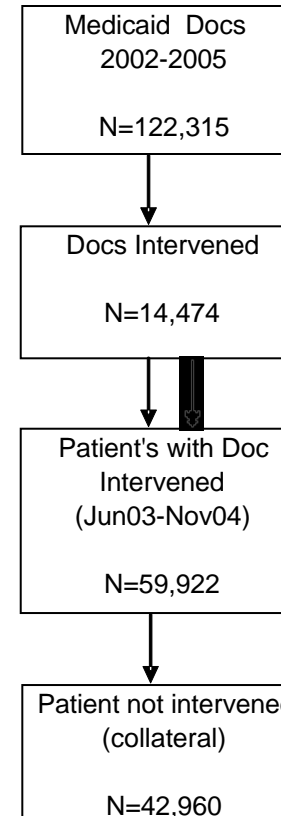 Medicaid Docs
2002-2005
N=122,315
Docs Intervened
N=14,474
Patient's with Doc
Intervened
(Jun03-Nov04)
N=59,922
Patient not intervened
(collateral)
N=42,960